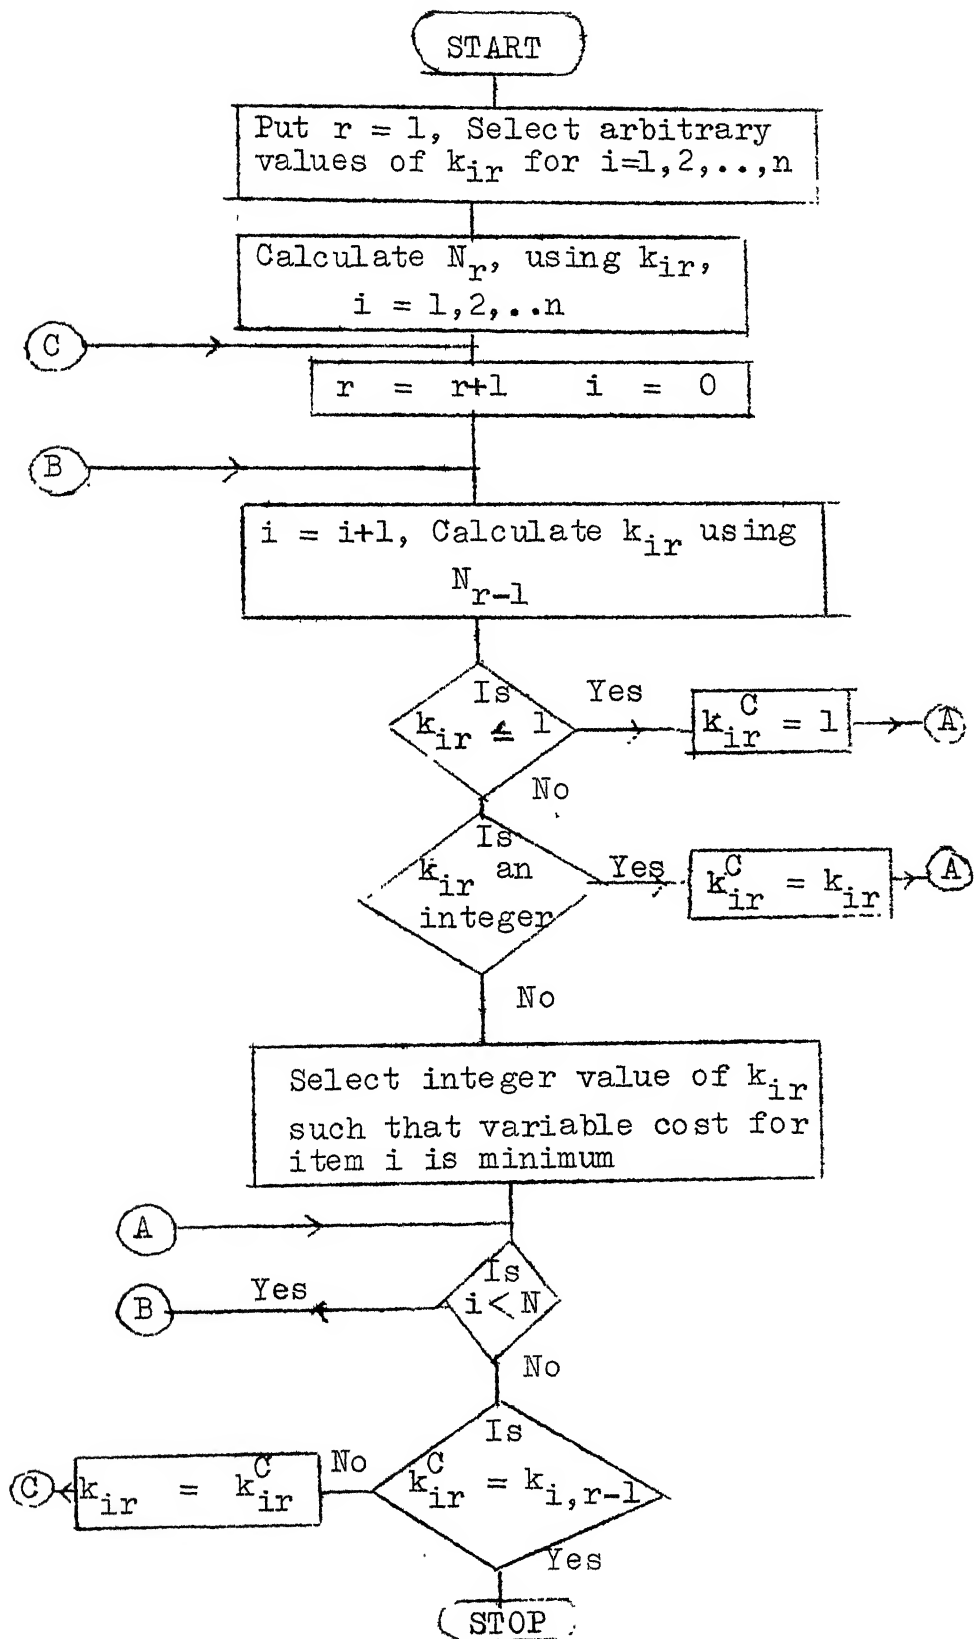 START
Put r = 1, Select arbitrary
values of k_ir for i=1,2,..,n
Calculate N_r, using k_ir,
i = 1,2,..n
C
r = r+1 i = 0
B
i = i+1, Calculate k_ir using
N_r-1
Is
k_ir ≤ 1
Yes
k_ir^C = 1
A
No
Is
k_ir an
integer
Yes
k_ir^C = k_ir
A
No
Select integer value of k_ir
such that variable cost for
item i is minimum
A
Is
i < N
Yes
B
No
Is
k_ir^C = k_i,r-1
No
k_ir = k_ir^C
C
Yes
STOP